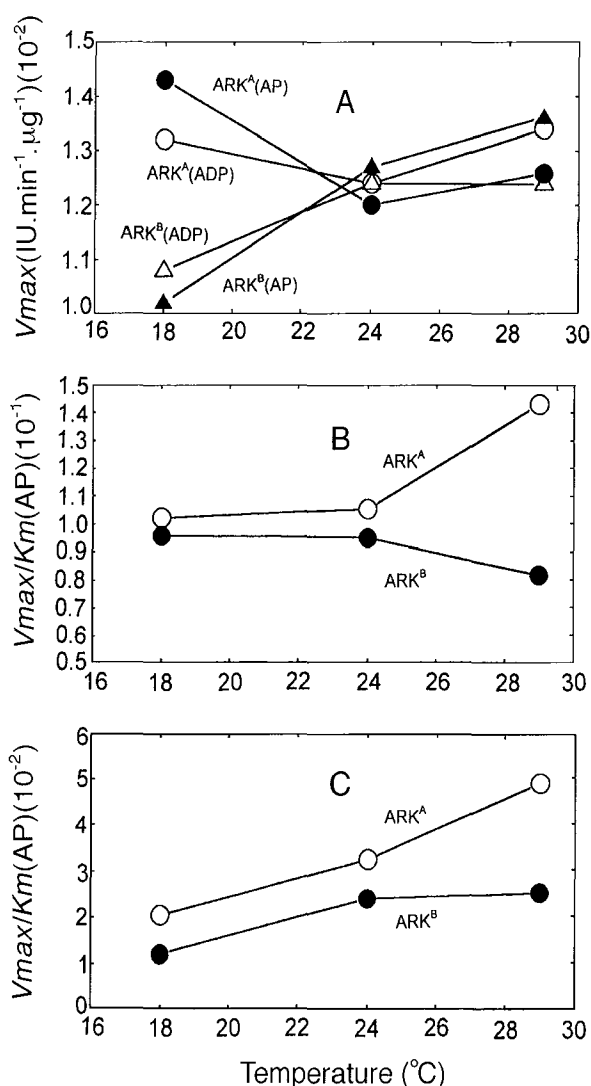 Vmax(IU.min⁻¹.µg⁻¹)(10⁻²)
1.5
1.4
1.3
1.2
1.1
1.0
A
ARKᴬ(AP)
ARKᴬ(ADP)
ARKᴮ(ADP)
ARKᴮ(AP)
16 18 20 22 24 26 28 30
Vmax/Km(AP)(10⁻¹)
1.5
1.4
1.3
1.2
1.1
1.0
0.9
0.8
0.7
0.6
0.5
B
ARKᴬ
ARKᴮ
16 18 20 22 24 26 28 30
Vmax/Km(AP)(10⁻²)
6
5
4
3
2
1
0
C
ARKᴬ
ARKᴮ
16 18 20 22 24 26 28 30
Temperature (°C)